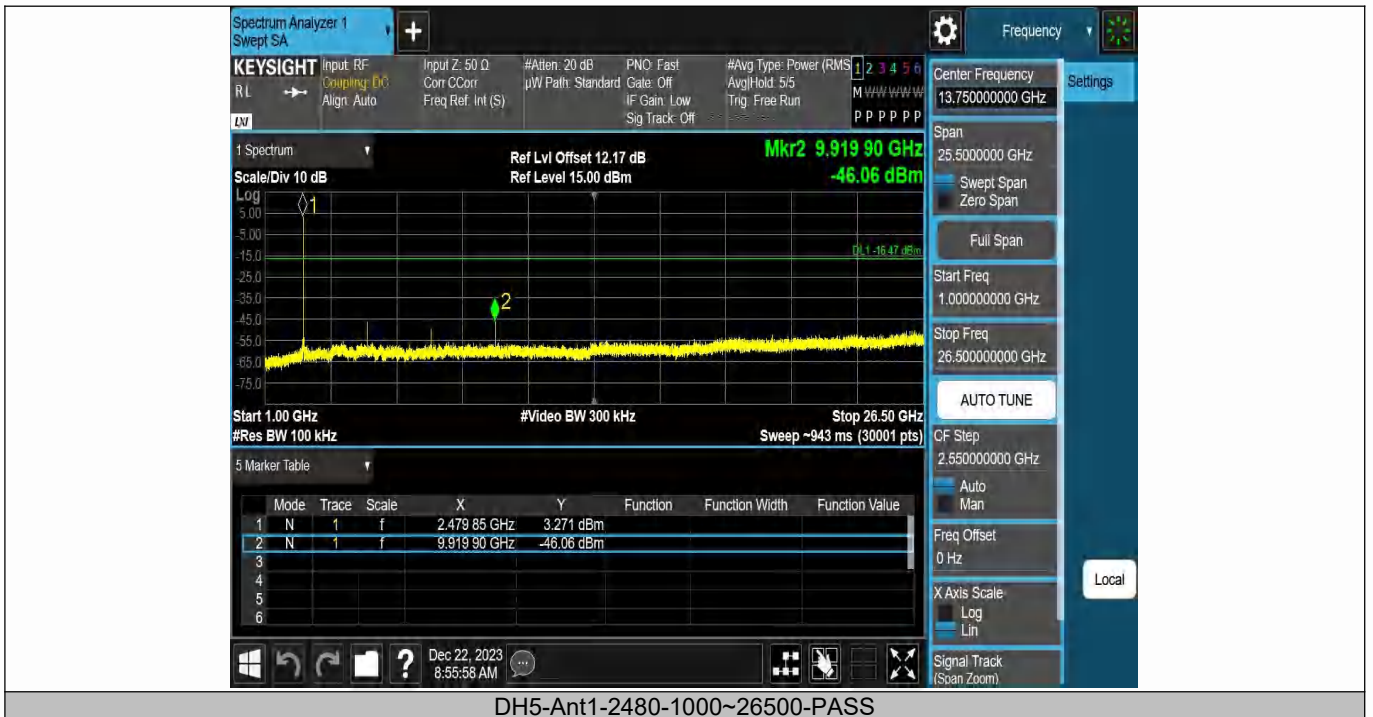 Spectrum Analyzer 1
Swept SA
+
Frequency
KEYSIGHT
RL
LXI
Input: RF
Coupling: DC
Align: Auto
Input Z: 50 Ω
Corr CCorr
Freq Ref: Int (S)
#Atten: 20 dB
µW Path: Standard
PNO: Fast
Gate: Off
IF Gain: Low
Sig Track: Off
#Avg Type: Power (RMS
Avg|Hold: 5/5
Trig: Free Run
1 2 3 4 5 6
M W W W W W
P P P P P P
Center Frequency
13.750000000 GHz
Settings
Span
25.5000000 GHz
Swept Span
Zero Span
Full Span
Start Freq
1.000000000 GHz
Stop Freq
26.500000000 GHz
AUTO TUNE
CF Step
2.550000000 GHz
Auto
Man
Freq Offset
0 Hz
X Axis Scale
Log
Lin
Signal Track
(Span Zoom)
Local
1 Spectrum
Scale/Div 10 dB
Ref Lvl Offset 12.17 dB
Ref Level 15.00 dBm
Mkr2 9.919 90 GHz
-46.06 dBm
Log
1
5.00
-5.00
-15.0
DL1 -16.47 dBm
-25.0
-35.0
2
-45.0
-55.0
-65.0
-75.0
Start 1.00 GHz
#Video BW 300 kHz
Stop 26.50 GHz
#Res BW 100 kHz
Sweep ~943 ms (30001 pts)
5 Marker Table
Mode Trace Scale X Y Function Function Width Function Value
1 N 1 f 2.479 85 GHz 3.271 dBm
2 N 1 f 9.919 90 GHz -46.06 dBm
3
4
5
6
?
Dec 22, 2023
8:55:58 AM
DH5-Ant1-2480-1000~26500-PASS